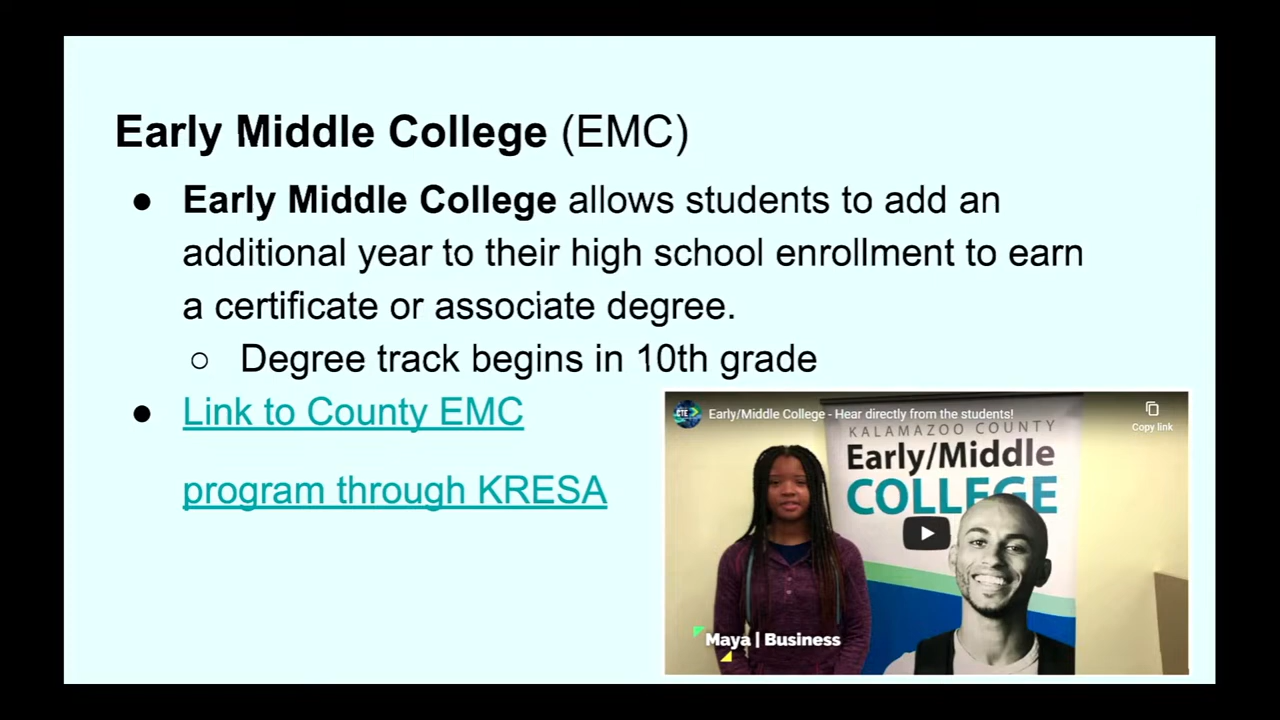 Early Middle College (EMC)
● Early Middle College allows students to add an
additional year to their high school enrollment to earn
a certificate or associate degree.
○ Degree track begins in 10th grade
● Link to County EMC
program through KRESA
CTE
Early/Middle College - Hear directly from the students!
Copy link
KALAMAZOO COUNTY
Early/Middle
COLLEGE
Maya | Business